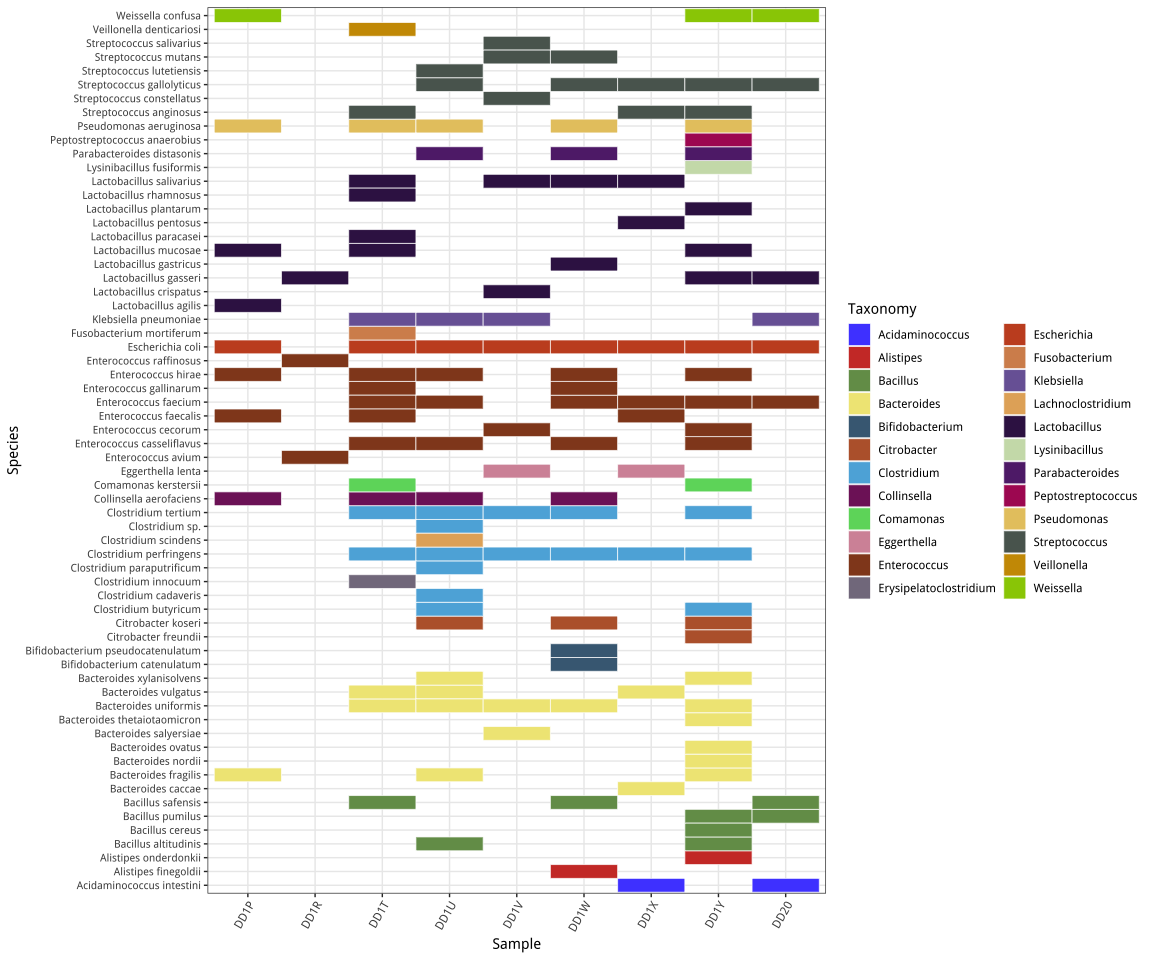 Weissella confusa
Veillonella denticariosi
Streptococcus salivarius
Streptococcus mutans
Streptococcus lutetiensis
Streptococcus gallolyticus
Streptococcus constellatus
Streptococcus anginosus
Pseudomonas aeruginosa
Peptostreptococcus anaerobius
Parabacteroides distasonis
Lysinibacillus fusiformis
Lactobacillus salivarius
Lactobacillus rhamnosus
Lactobacillus plantarum
Lactobacillus pentosus
Lactobacillus paracasei
Lactobacillus mucosae
Lactobacillus gastricus
Lactobacillus gasseri
Lactobacillus crispatus
Lactobacillus agilis
Klebsiella pneumoniae
Fusobacterium mortiferum
Escherichia coli
Enterococcus raffinosus
Enterococcus hirae
Enterococcus gallinarum
Enterococcus faecium
Enterococcus faecalis
Enterococcus cecorum
Enterococcus casseliflavus
Enterococcus avium
Eggerthella lenta
Comamonas kerstersii
Collinsella aerofaciens
Clostridium tertium
Clostridium sp.
Clostridium scindens
Clostridium perfringens
Clostridium paraputrificum
Clostridium innocuum
Clostridium cadaveris
Clostridium butyricum
Citrobacter koseri
Citrobacter freundii
Bifidobacterium pseudocatenulatum
Bifidobacterium catenulatum
Bacteroides xylanisolvens
Bacteroides vulgatus
Bacteroides uniformis
Bacteroides thetaiotaomicron
Bacteroides salyersiae
Bacteroides ovatus
Bacteroides nordii
Bacteroides fragilis
Bacteroides caccae
Bacillus safensis
Bacillus pumilus
Bacillus cereus
Bacillus altitudinis
Alistipes onderdonkii
Alistipes finegoldii
Acidaminococcus intestini
Species
DD1P
DD1R
DD1T
DD1U
DD1V
DD1W
DD1X
DD1Y
DD20
Sample
Taxonomy
Acidaminococcus
Alistipes
Bacillus
Bacteroides
Bifidobacterium
Citrobacter
Clostridium
Collinsella
Comamonas
Eggerthella
Enterococcus
Erysipelatoclostridium
Escherichia
Fusobacterium
Klebsiella
Lachnoclostridium
Lactobacillus
Lysinibacillus
Parabacteroides
Peptostreptococcus
Pseudomonas
Streptococcus
Veillonella
Weissella